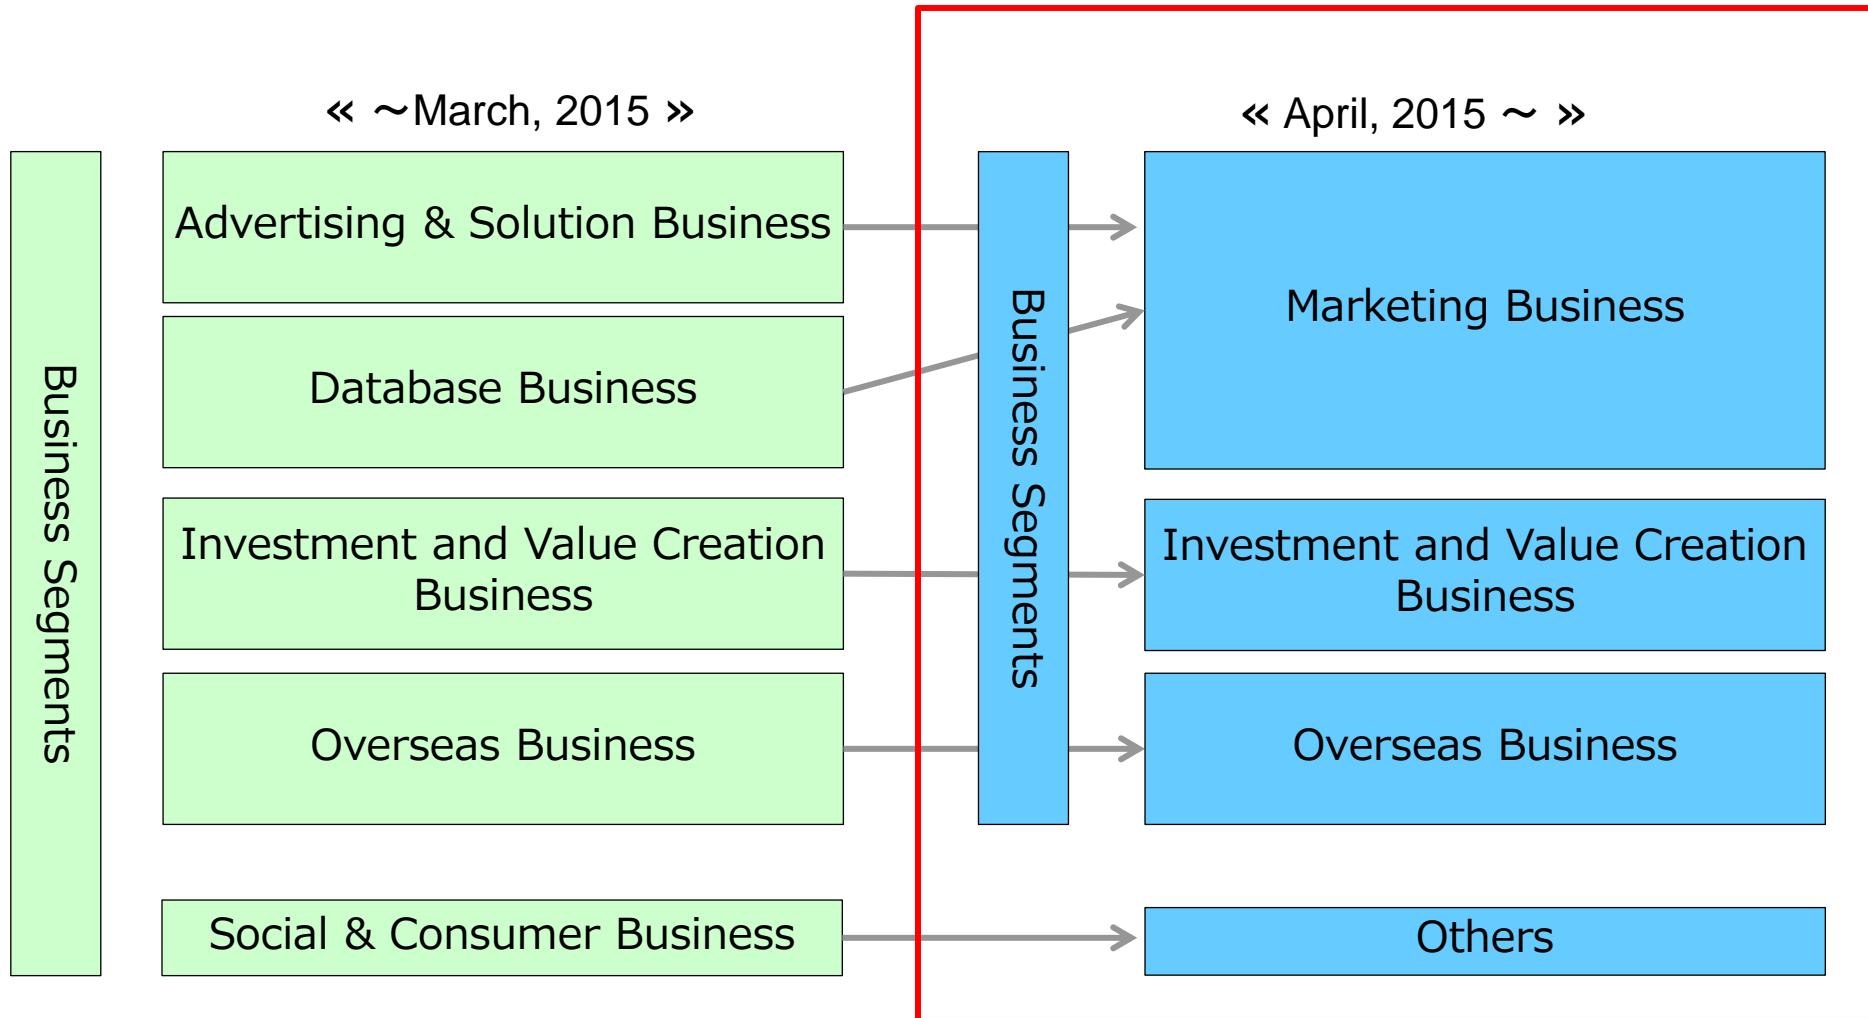 « ～March, 2015 »
« April, 2015 ～ »
Business Segments
Advertising & Solution Business
Database Business
Investment and Value Creation
Business
Overseas Business
Social & Consumer Business
Business Segments
Marketing Business
Investment and Value Creation
Business
Overseas Business
Others